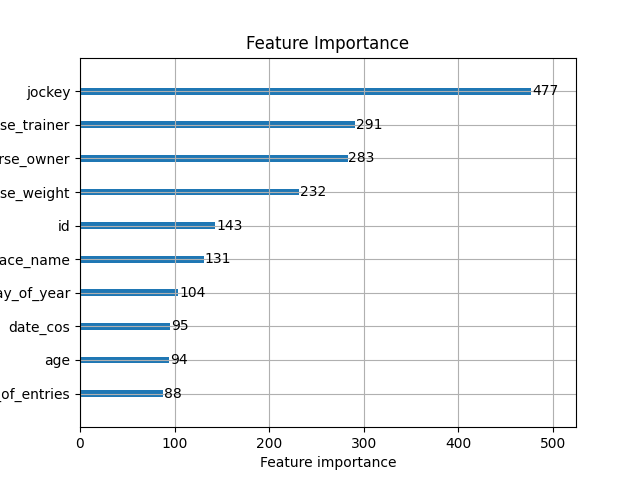 Feature Importance
jockey 477
se_trainer 291
rse_owner 283
se_weight 232
id 143
ace_name 131
ay_of_year 104
date_cos 95
age 94
_of_entries 88
0 100 200 300 400 500
Feature importance